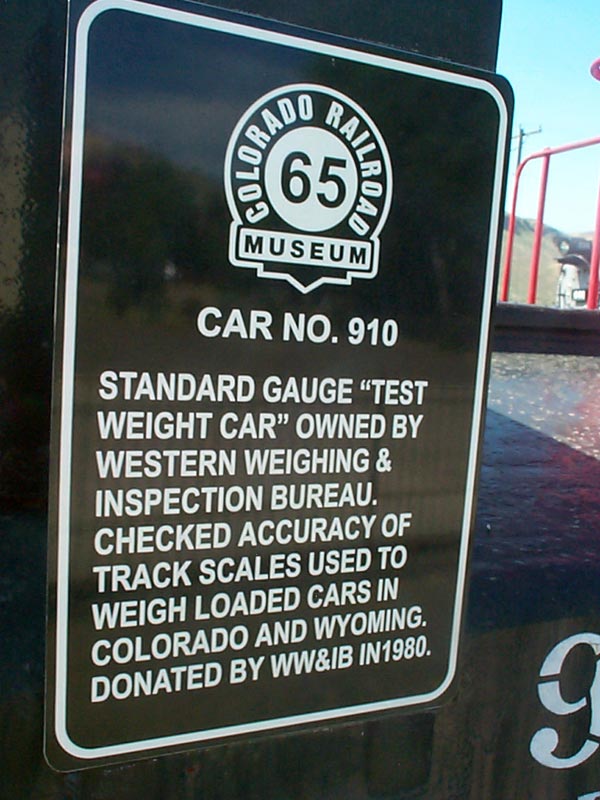 COLORADO RAILROAD
65
MUSEUM
CAR NO. 910
STANDARD GAUGE "TEST
WEIGHT CAR" OWNED BY
WESTERN WEIGHING &
INSPECTION BUREAU.
CHECKED ACCURACY OF
TRACK SCALES USED TO
WEIGH LOADED CARS IN
COLORADO AND WYOMING.
DONATED BY WW&IB IN1980.
9